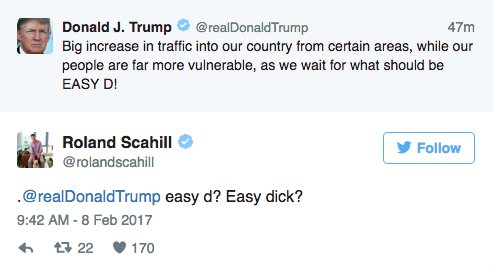 Donald J. Trump @realDonaldTrump 47m
Big increase in traffic into our country from certain areas, while our
people are far more vulnerable, as we wait for what should be
EASY D!
Roland Scahill
@rolandscahill
Follow
.@realDonaldTrump easy d? Easy dick?
9:42 AM - 8 Feb 2017
22 170